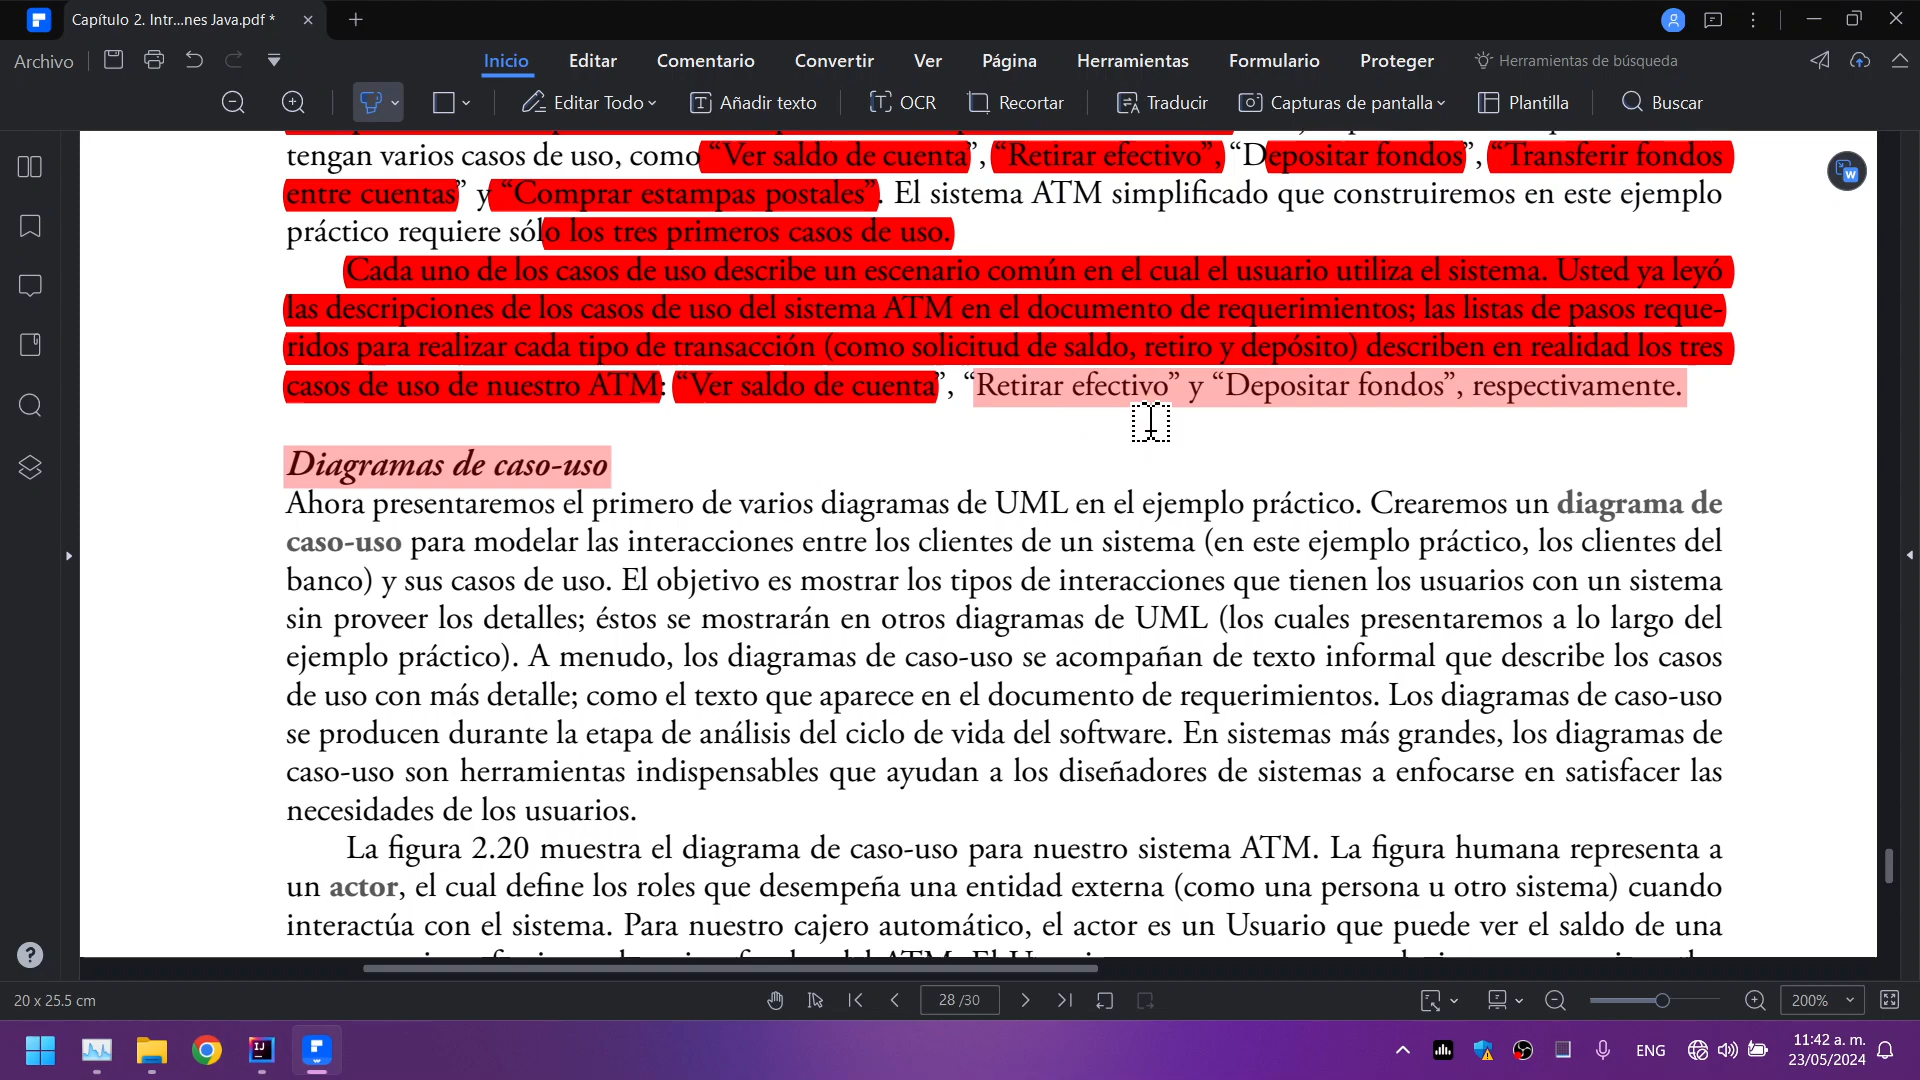 Capítulo 2. Intr...nes Java.pdf *
Archivo
Inicio
Editar
Comentario
Convertir
Ver
Página
Herramientas
Formulario
Proteger
Herramientas de búsqueda
Editar Todo
Añadir texto
OCR
Recortar
Traducir
Capturas de pantalla
Plantilla
Buscar
tengan varios casos de uso, como “Ver saldo de cuenta”, “Retirar efectivo”, “Depositar fondos”, “Transferir fondos
entre cuentas” y “Comprar estampas postales”. El sistema ATM simplificado que construiremos en este ejemplo
práctico requiere sólo los tres primeros casos de uso.
Cada uno de los casos de uso describe un escenario común en el cual el usuario utiliza el sistema. Usted ya leyó
las descripciones de los casos de uso del sistema ATM en el documento de requerimientos; las listas de pasos reque-
ridos para realizar cada tipo de transacción (como solicitud de saldo, retiro y depósito) describen en realidad los tres
casos de uso de nuestro ATM: “Ver saldo de cuenta”, “Retirar efectivo” y “Depositar fondos”, respectivamente.
Diagramas de caso-uso
Ahora presentaremos el primero de varios diagramas de UML en el ejemplo práctico. Crearemos un diagrama de
caso-uso para modelar las interacciones entre los clientes de un sistema (en este ejemplo práctico, los clientes del
banco) y sus casos de uso. El objetivo es mostrar los tipos de interacciones que tienen los usuarios con un sistema
sin proveer los detalles; éstos se mostrarán en otros diagramas de UML (los cuales presentaremos a lo largo del
ejemplo práctico). A menudo, los diagramas de caso-uso se acompañan de texto informal que describe los casos
de uso con más detalle; como el texto que aparece en el documento de requerimientos. Los diagramas de caso-uso
se producen durante la etapa de análisis del ciclo de vida del software. En sistemas más grandes, los diagramas de
caso-uso son herramientas indispensables que ayudan a los diseñadores de sistemas a enfocarse en satisfacer las
necesidades de los usuarios.
La figura 2.20 muestra el diagrama de caso-uso para nuestro sistema ATM. La figura humana representa a
un actor, el cual define los roles que desempeña una entidad externa (como una persona u otro sistema) cuando
interactúa con el sistema. Para nuestro cajero automático, el actor es un Usuario que puede ver el saldo de una
20 x 25.5 cm
28 /30
200%
ENG
11:42 a. m.
23/05/2024